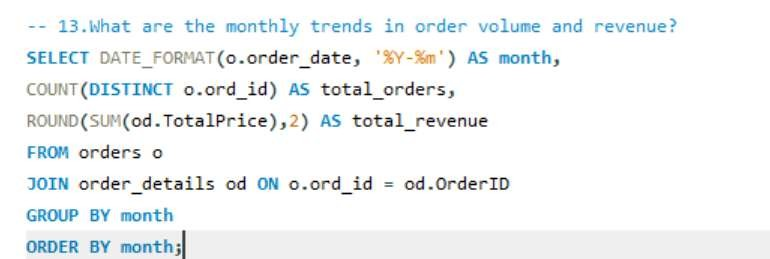 -- 13.What are the monthly trends in order volume and revenue?
SELECT DATE_FORMAT(o.order_date, '%Y-%m') AS month,
COUNT(DISTINCT o.ord_id) AS total_orders,
ROUND(SUM(od.TotalPrice),2) AS total_revenue
FROM orders o
JOIN order_details od ON o.ord_id = od.OrderID
GROUP BY month
ORDER BY month;